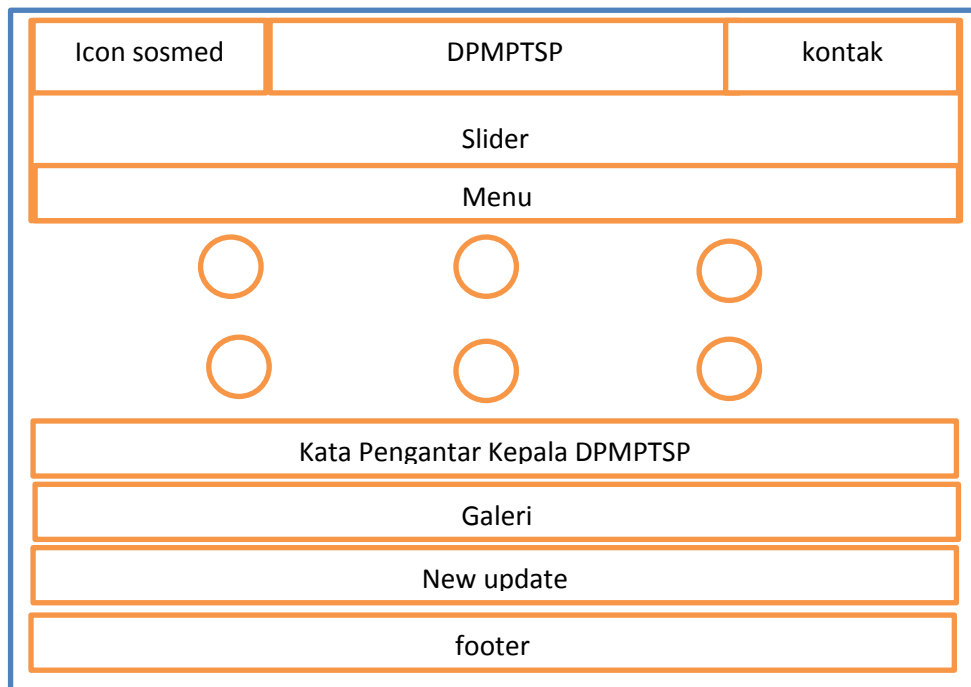 Icon sosmed
DPMPTSP
kontak
Slider
Menu
Kata Pengantar Kepala DPMPTSP
Galeri
New update
footer